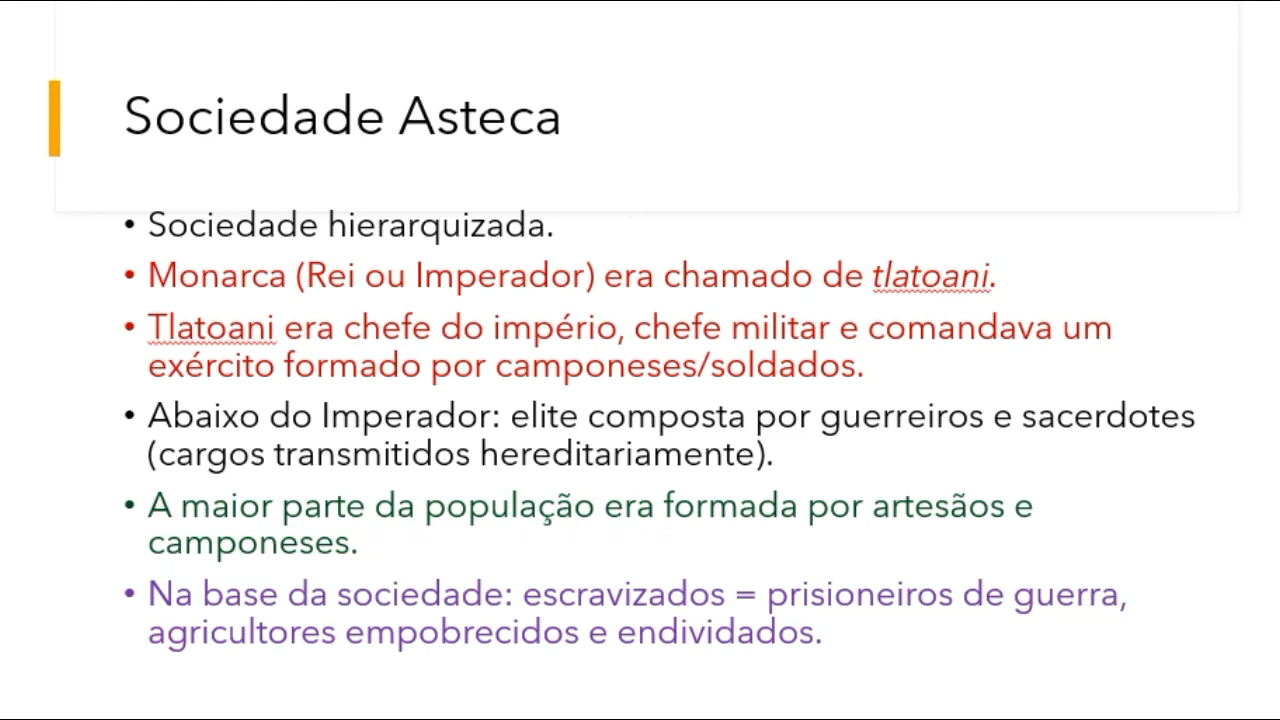 Sociedade Asteca
• Sociedade hierarquizada.
• Monarca (Rei ou Imperador) era chamado de tlatoani.
• Tlatoani era chefe do império, chefe militar e comandava um
exército formado por camponeses/soldados.
• Abaixo do Imperador: elite composta por guerreiros e sacerdotes
(cargos transmitidos hereditariamente).
• A maior parte da população era formada por artesãos e
camponeses.
• Na base da sociedade: escravizados = prisioneiros de guerra,
agricultores empobrecidos e endividados.